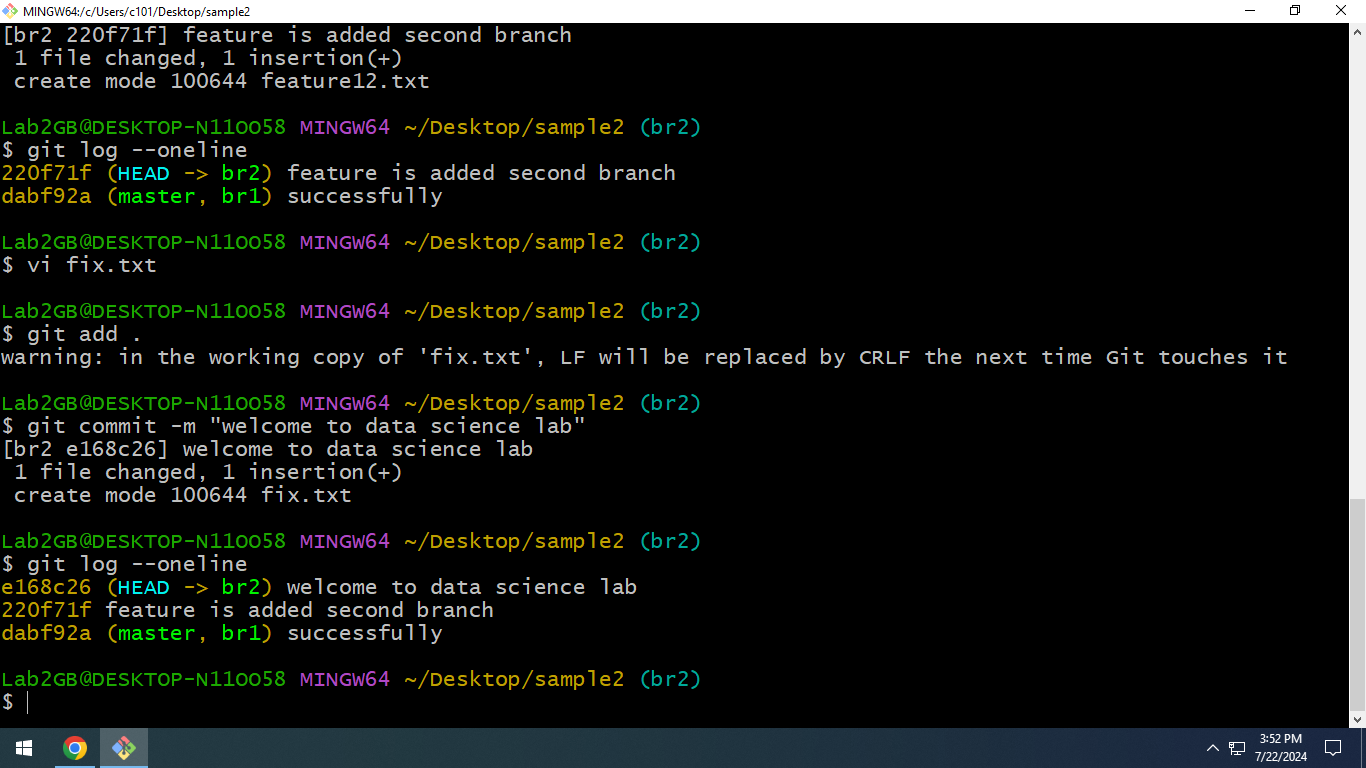 MINGW64:/c/Users/c101/Desktop/sample2
[br2 220f71f] feature is added second branch
 1 file changed, 1 insertion(+)
 create mode 100644 feature12.txt
Lab2GB@DESKTOP-N11OO58 MINGW64 ~/Desktop/sample2 (br2)
$ git log --oneline
220f71f (HEAD -> br2) feature is added second branch
dabf92a (master, br1) successfully
Lab2GB@DESKTOP-N11OO58 MINGW64 ~/Desktop/sample2 (br2)
$ vi fix.txt
Lab2GB@DESKTOP-N11OO58 MINGW64 ~/Desktop/sample2 (br2)
$ git add .
warning: in the working copy of 'fix.txt', LF will be replaced by CRLF the next time Git touches it
Lab2GB@DESKTOP-N11OO58 MINGW64 ~/Desktop/sample2 (br2)
$ git commit -m "welcome to data science lab"
[br2 e168c26] welcome to data science lab
 1 file changed, 1 insertion(+)
 create mode 100644 fix.txt
Lab2GB@DESKTOP-N11OO58 MINGW64 ~/Desktop/sample2 (br2)
$ git log --oneline
e168c26 (HEAD -> br2) welcome to data science lab
220f71f feature is added second branch
dabf92a (master, br1) successfully
Lab2GB@DESKTOP-N11OO58 MINGW64 ~/Desktop/sample2 (br2)
$
3:52 PM
7/22/2024